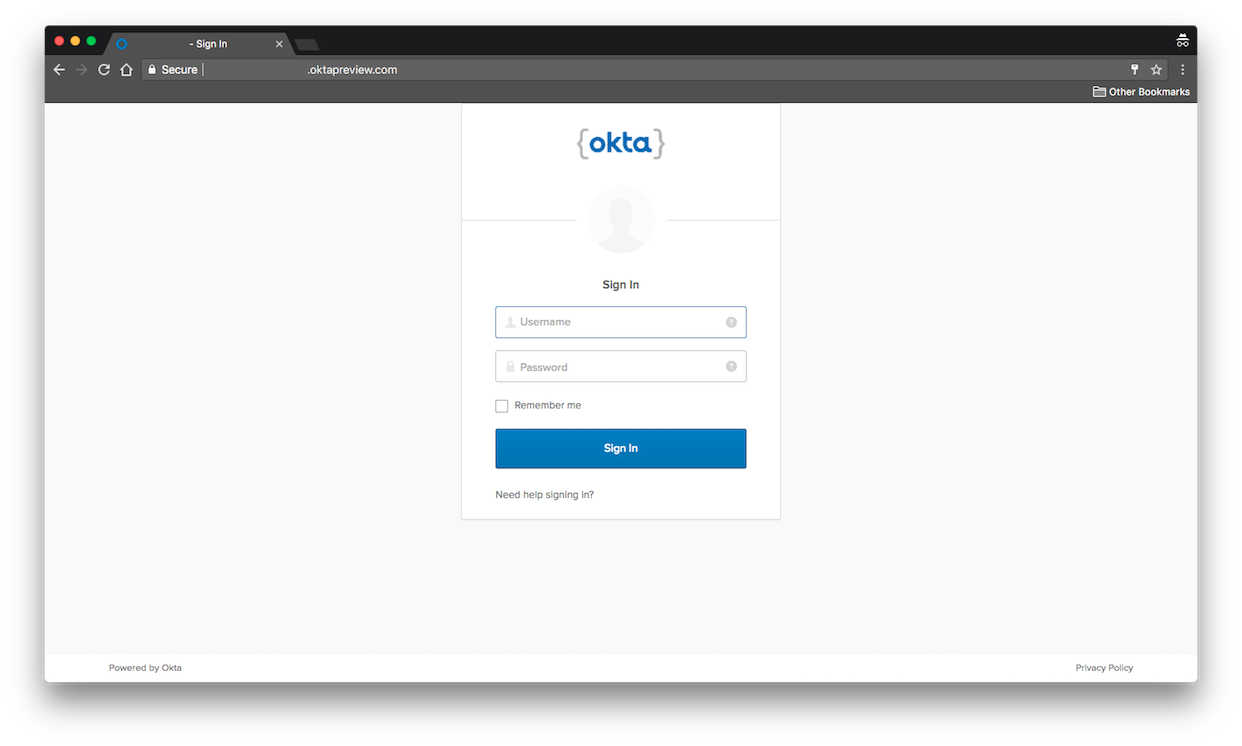 - Sign In
Secure
.oktapreview.com
Other Bookmarks
{okta}
Sign In
Username
Password
Remember me
Sign In
Need help signing in?
Powered by Okta
Privacy Policy